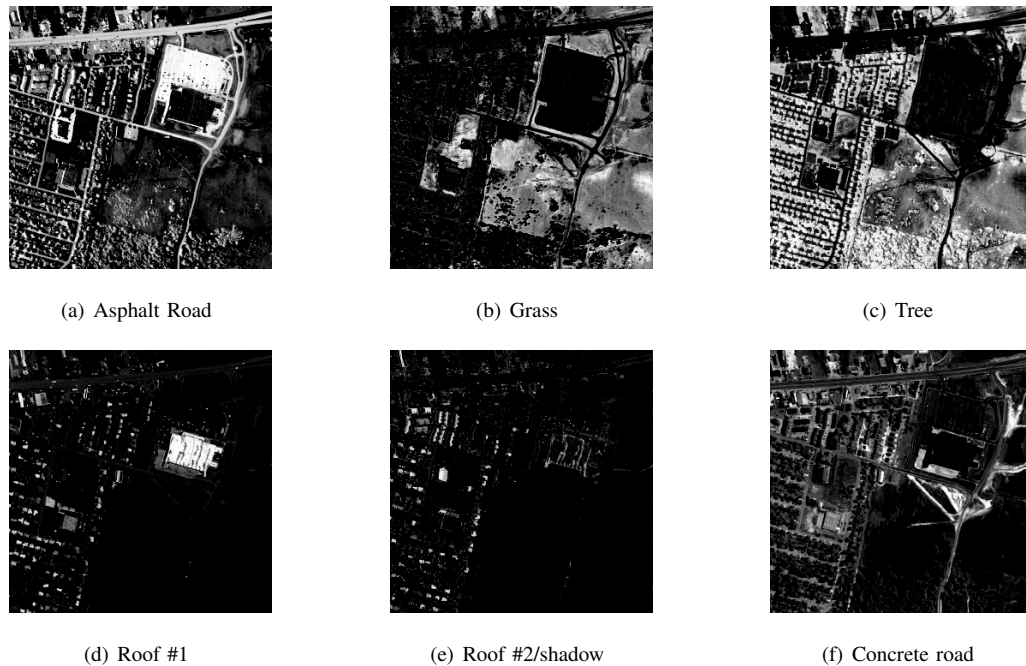 (a) Asphalt Road
(b) Grass
(c) Tree
(d) Roof #1
(e) Roof #2/shadow
(f) Concrete road